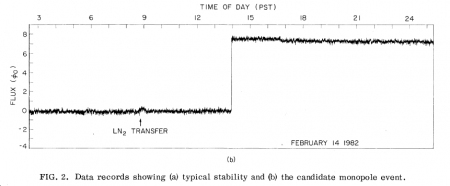 TIME OF DAY (PST)
3 6 9 12 15 18 21 24
8
6
4
2
0
-2
-4
FLUX (ϕ₀)
LN₂ TRANSFER
FEBRUARY 14 1982
(b)
FIG. 2. Data records showing (a) typical stability and (b) the candidate monopole event.